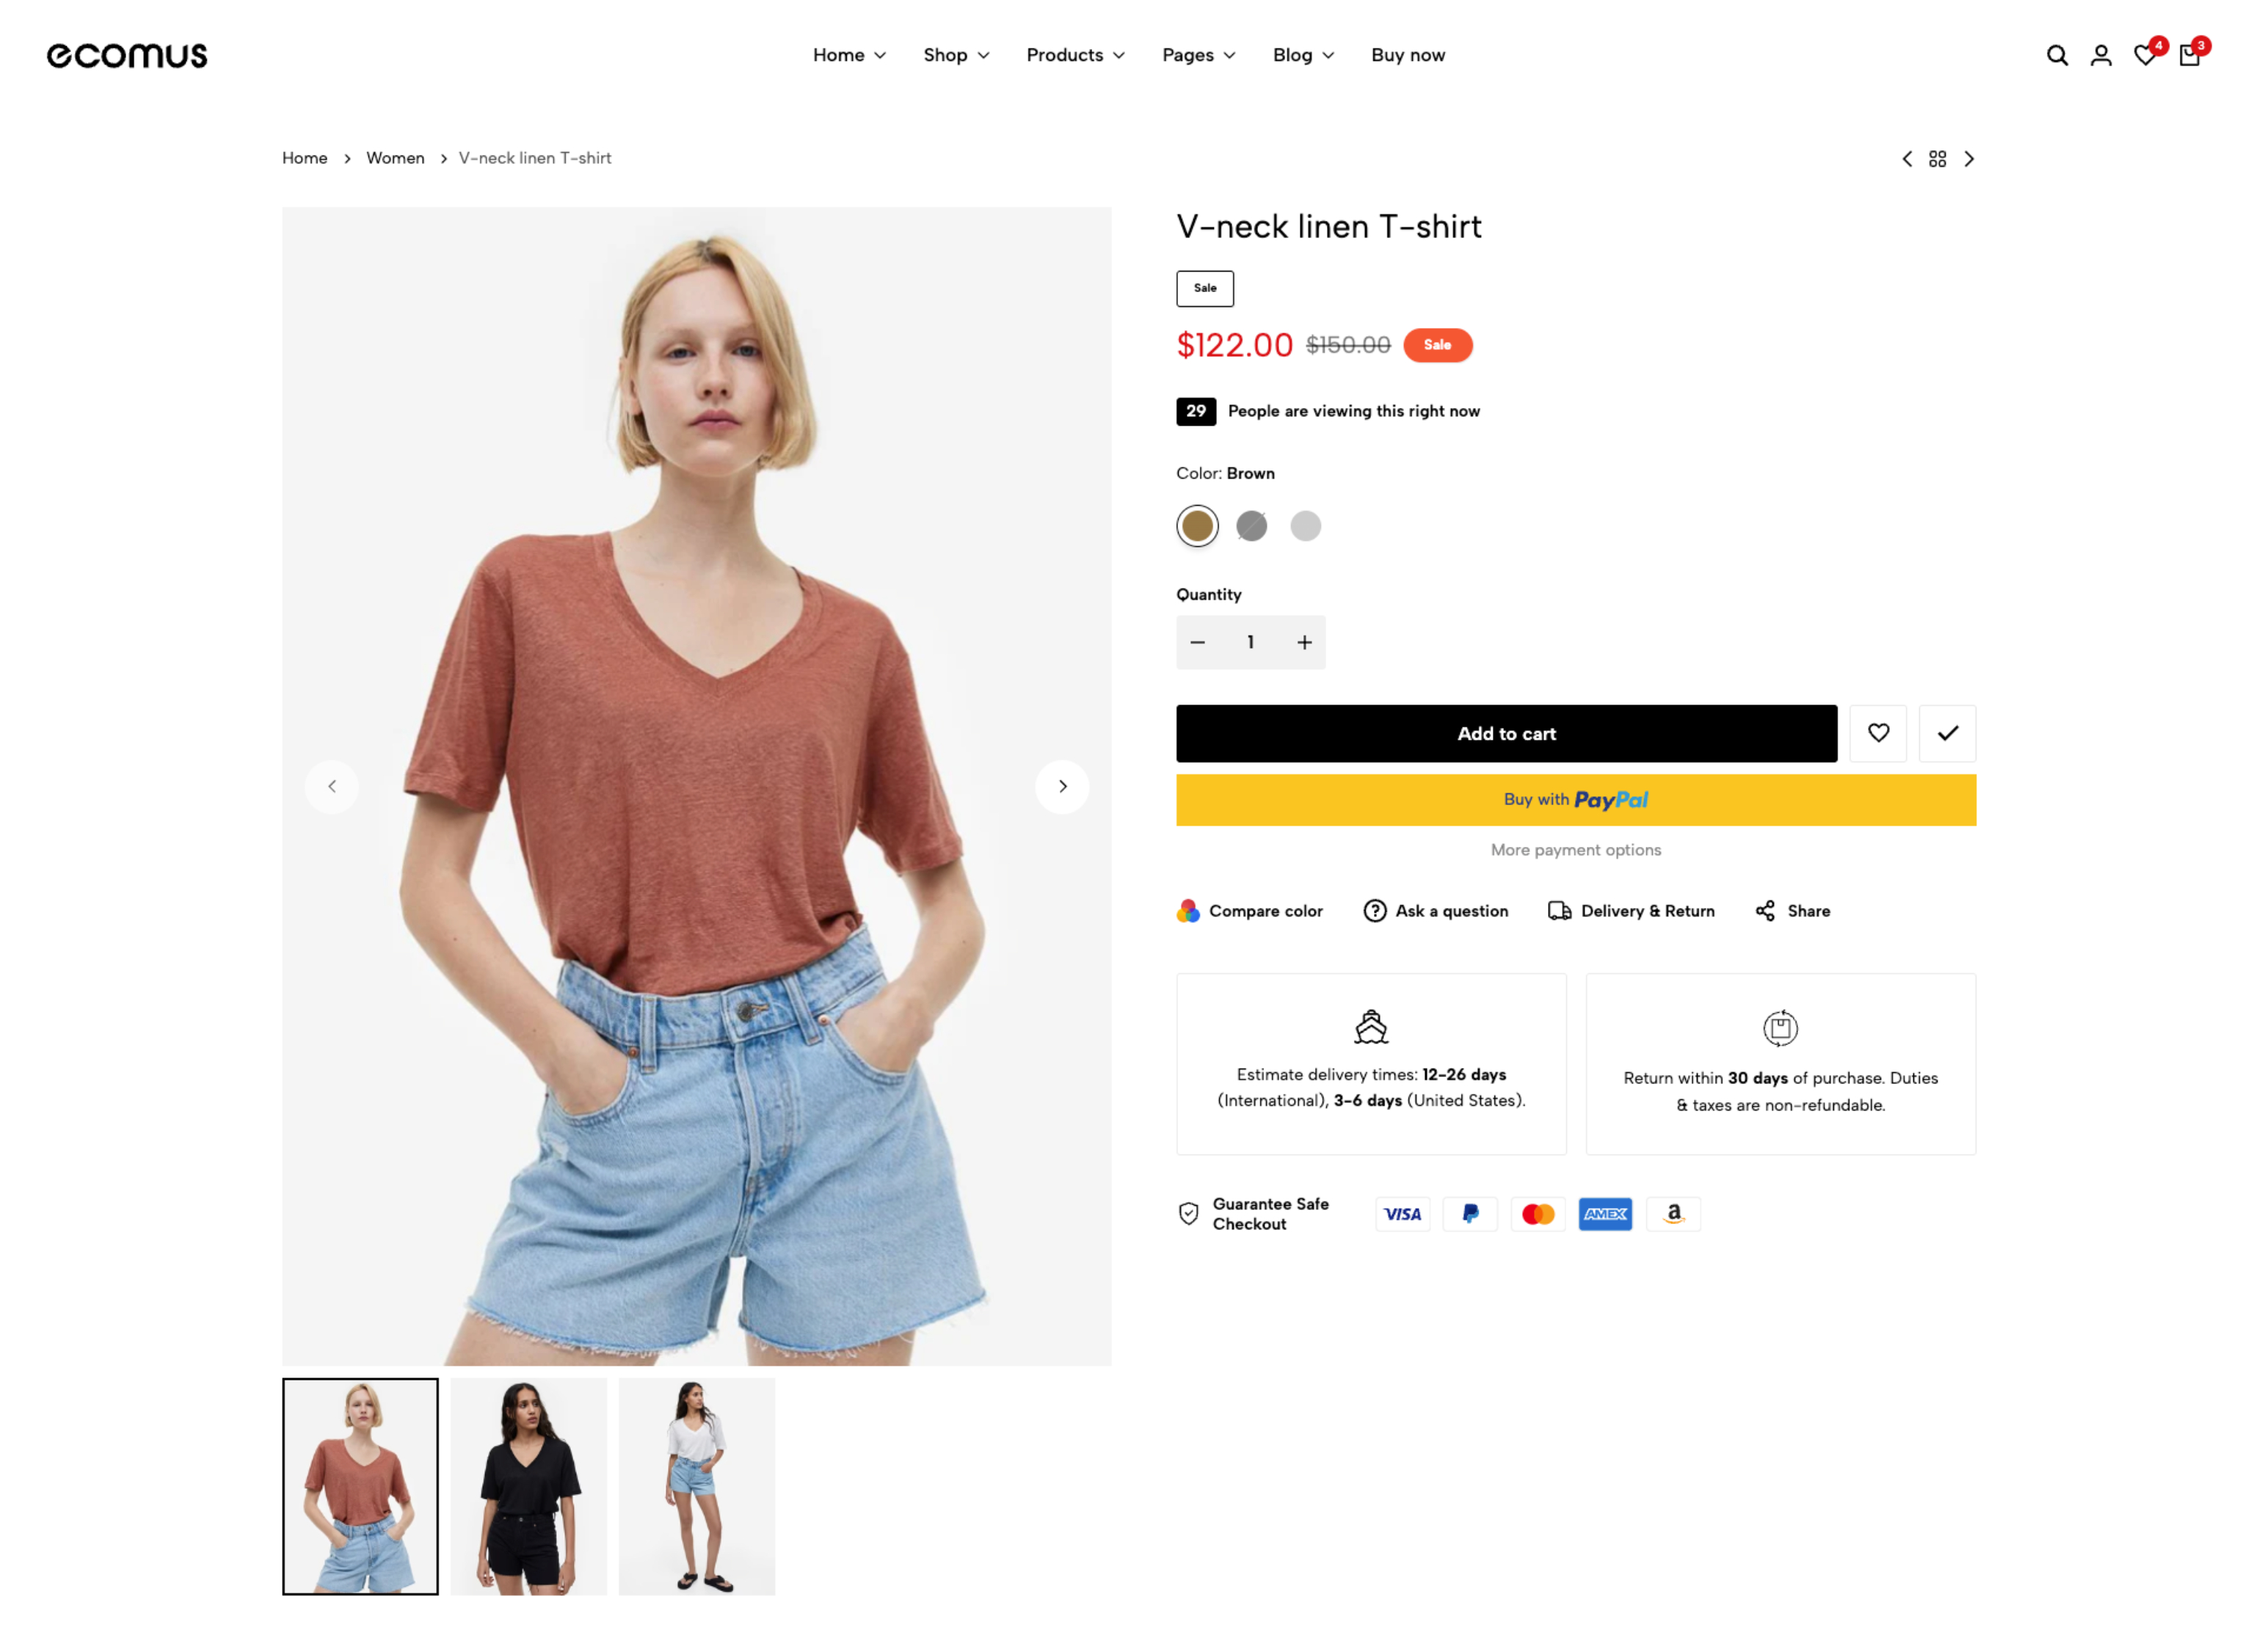 ecomus
Home Shop Products Pages Blog Buy now
4 3
Home > Women > V-neck linen T-shirt
V-neck linen T-shirt
Sale
$122.00 $150.00 Sale
29 People are viewing this right now
Color: Brown
Quantity
− 1 +
Add to cart
Buy with PayPal
More payment options
Compare color Ask a question Delivery & Return Share
Estimate delivery times: 12-26 days
(International), 3-6 days (United States).
Return within 30 days of purchase. Duties
& taxes are non-refundable.
Guarantee Safe
Checkout
VISA AMEX a